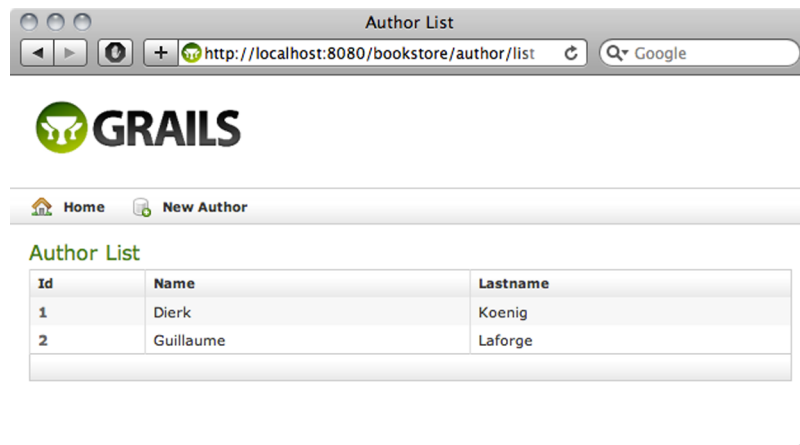 Author List
http://localhost:8080/bookstore/author/list
Google
GRAILS
Home New Author
Author List
Id Name Lastname
1 Dierk Koenig
2 Guillaume Laforge